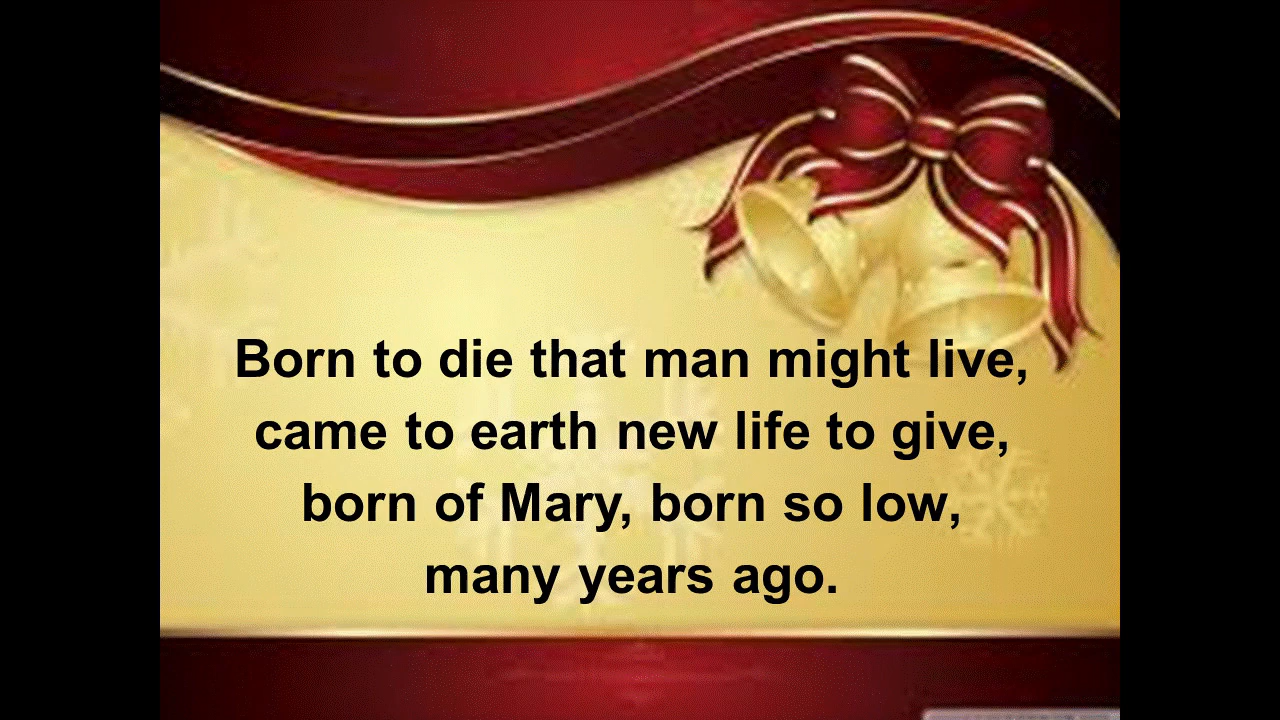 Born to die that man might live,
came to earth new life to give,
born of Mary, born so low,
many years ago.